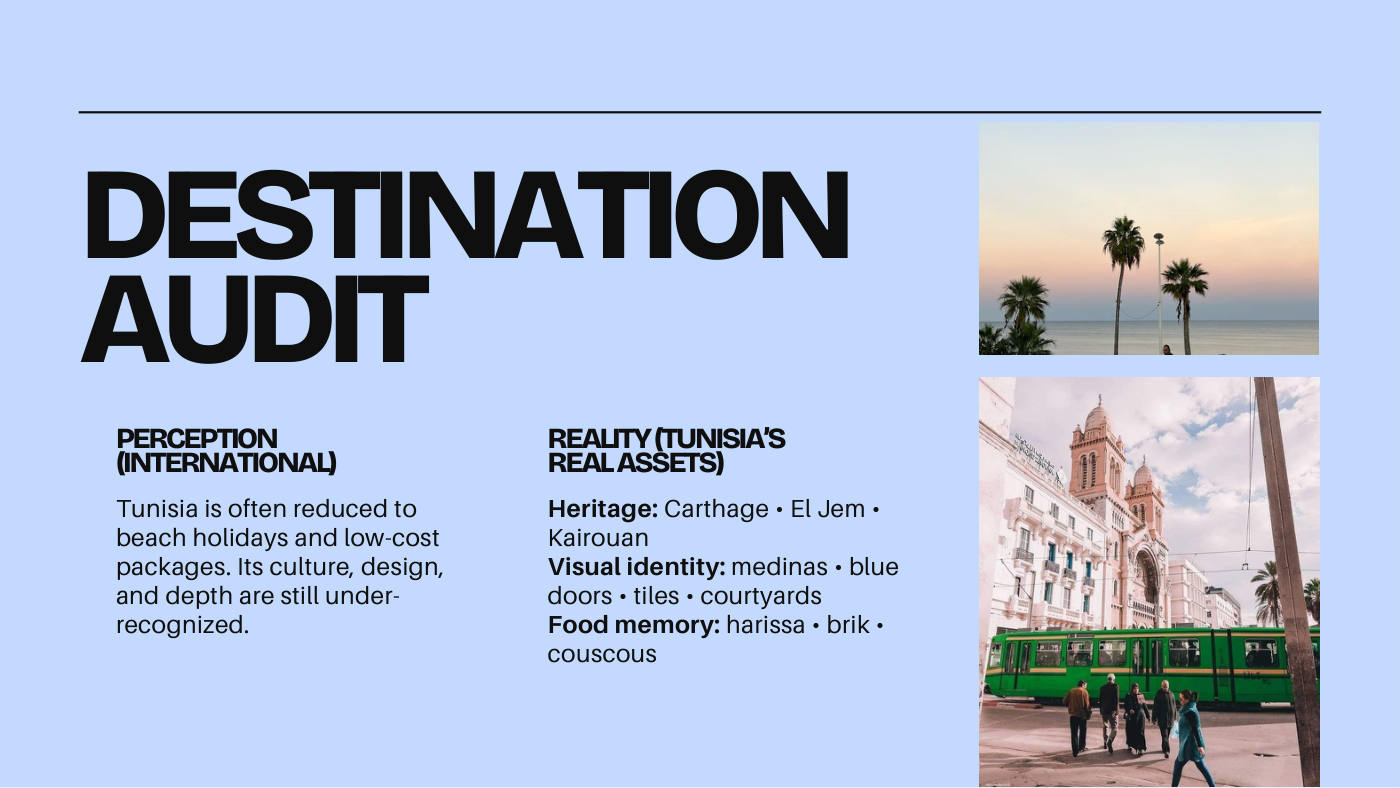 DESTINATION
AUDIT
PERCEPTION
(INTERNATIONAL)
Tunisia is often reduced to
beach holidays and low-cost
packages. Its culture, design,
and depth are still under-
recognized.
REALITY (TUNISIA’S
REAL ASSETS)
Heritage: Carthage • El Jem •
Kairouan
Visual identity: medinas • blue
doors • tiles • courtyards
Food memory: harissa • brik •
couscous